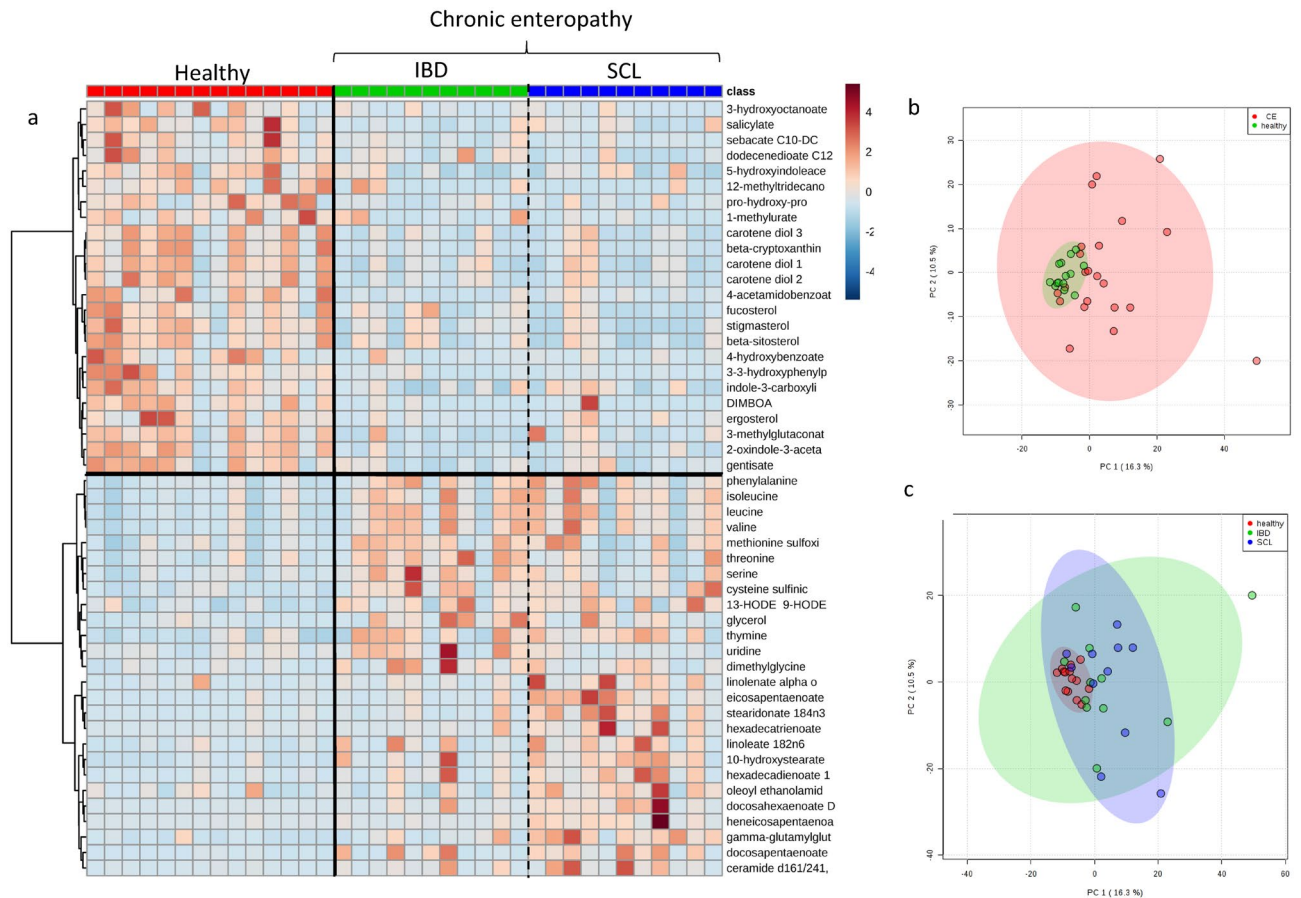 Chronic enteropathy
Healthy
IBD
SCL
class
a
3-hydroxyoctanoate
salicylate
sebacate C10-DC
dodecenedioate C12
5-hydroxyindoleace
12-methyltridecano
pro-hydroxy-pro
1-methylurate
carotene diol 3
beta-cryptoxanthin
carotene diol 1
carotene diol 2
4-acetamidobenzoat
fucosterol
stigmasterol
beta-sitosterol
4-hydroxybenzoate
3-3-hydroxyphenylp
indole-3-carboxyli
DIMBOA
ergosterol
3-methylglutaconat
2-oxindole-3-aceta
gentisate
phenylalanine
isoleucine
leucine
valine
methionine sulfoxi
threonine
serine
cysteine sulfinic
13-HODE 9-HODE
glycerol
thymine
uridine
dimethylglycine
linolenate alpha o
eicosapentaenoate
stearidonate 184n3
hexadecatrienoate
linoleate 182n6
10-hydroxystearate
hexadecadienoate 1
oleoyl ethanolamid
docosahexaenoate D
heneicosapentaenoa
gamma-glutamylglut
docosapentaenoate
ceramide d161/241,
4
2
0
-2
-4
b
CE
healthy
PC 2 ( 10.5 %)
30
20
10
0
-10
-20
-30
-20
0
20
40
PC 1 ( 16.3 %)
c
healthy
IBD
SCL
PC 2 ( 10.5 %)
20
0
-20
40
-40
-20
0
20
40
60
PC 1 ( 16.3 %)